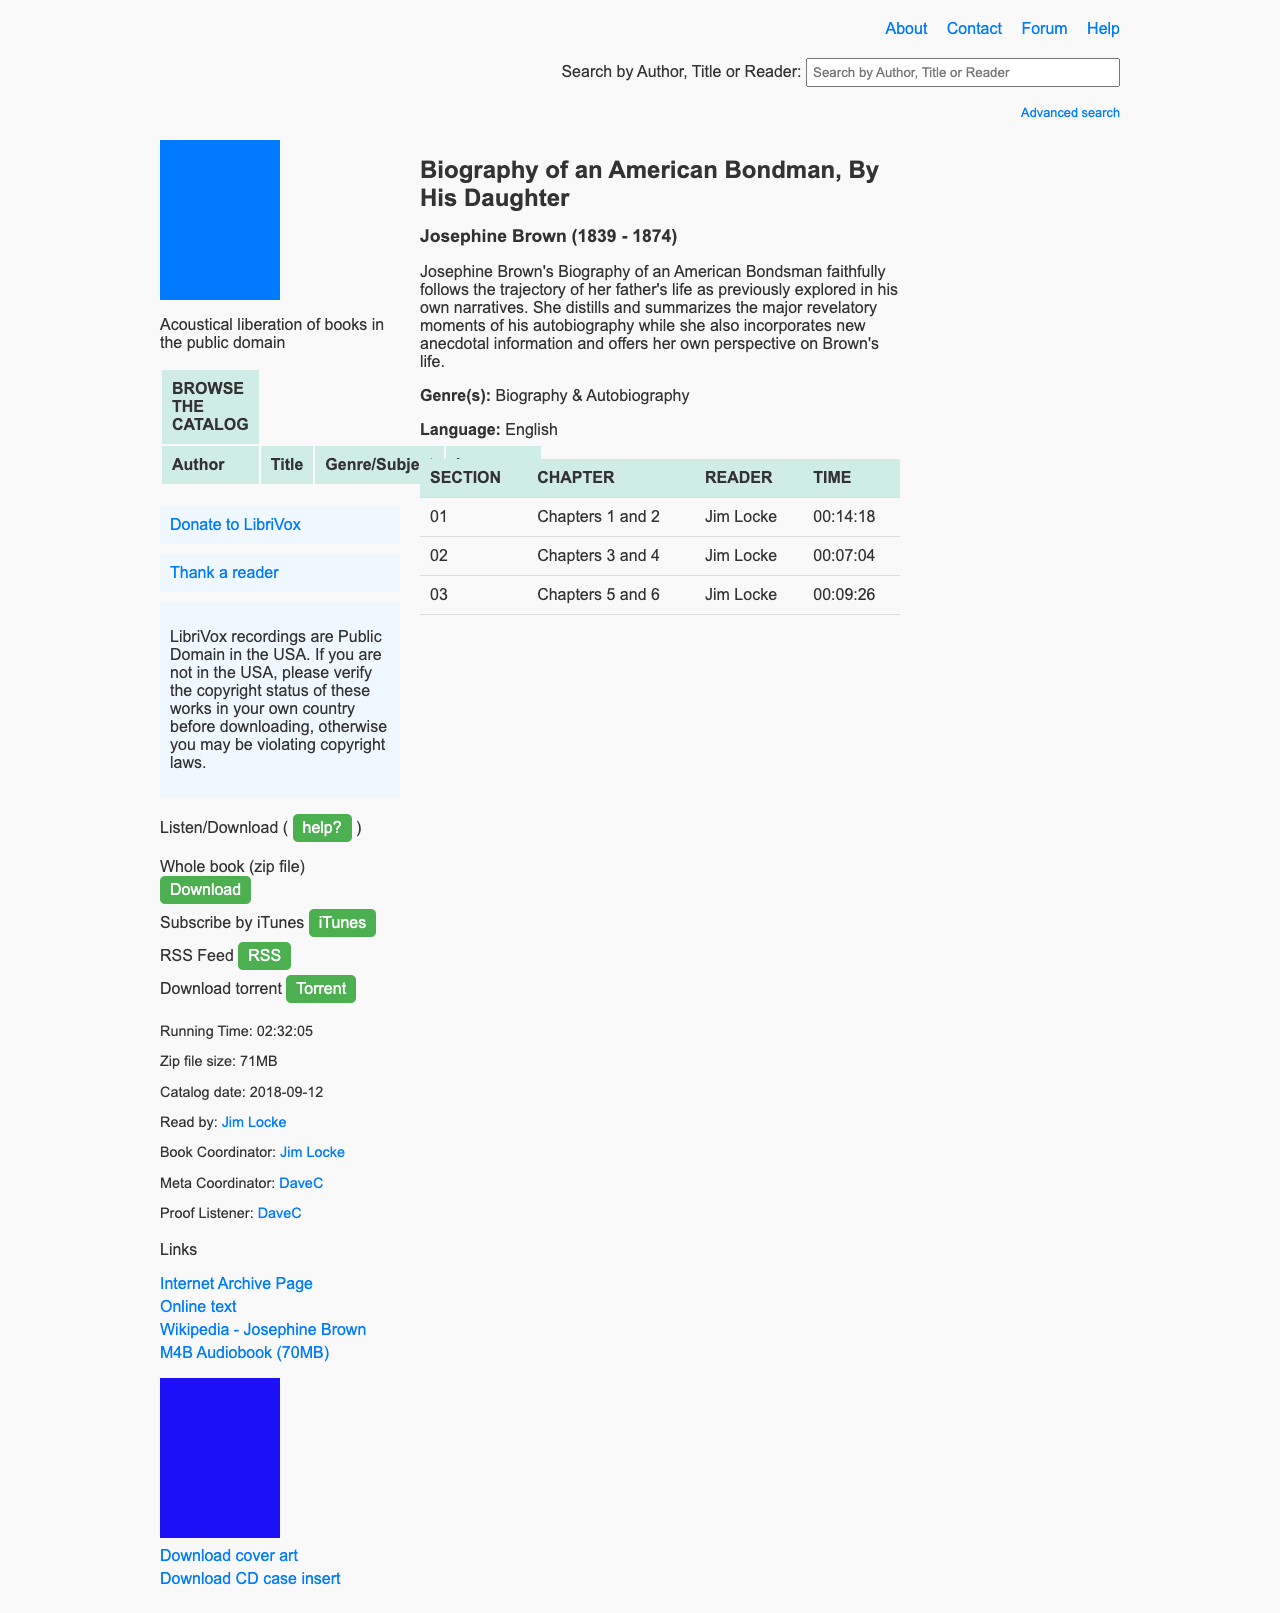 About Contact Forum Help
Search by Author, Title or Reader: Search by Author, Title or Reader
Advanced search
Acoustical liberation of books in
the public domain
BROWSE
THE
CATALOG
Author Title Genre/Subject
Donate to LibriVox
Thank a reader
LibriVox recordings are Public
Domain in the USA. If you are
not in the USA, please verify
the copyright status of these
works in your own country
before downloading, otherwise
you may be violating copyright
laws.
Listen/Download ( help? )
Whole book (zip file)
Download
Subscribe by iTunes iTunes
RSS Feed RSS
Download torrent Torrent
Running Time: 02:32:05
Zip file size: 71MB
Catalog date: 2018-09-12
Read by: Jim Locke
Book Coordinator: Jim Locke
Meta Coordinator: DaveC
Proof Listener: DaveC
Links
Internet Archive Page
Online text
Wikipedia - Josephine Brown
M4B Audiobook (70MB)
Download cover art
Download CD case insert
Biography of an American Bondman, By
His Daughter
Josephine Brown (1839 - 1874)
Josephine Brown's Biography of an American Bondsman faithfully
follows the trajectory of her father's life as previously explored in his
own narratives. She distills and summarizes the major revelatory
moments of his autobiography while she also incorporates new
anecdotal information and offers her own perspective on Brown's
life.
Genre(s): Biography & Autobiography
Language: English
SECTION CHAPTER READER TIME
01 Chapters 1 and 2 Jim Locke 00:14:18
02 Chapters 3 and 4 Jim Locke 00:07:04
03 Chapters 5 and 6 Jim Locke 00:09:26